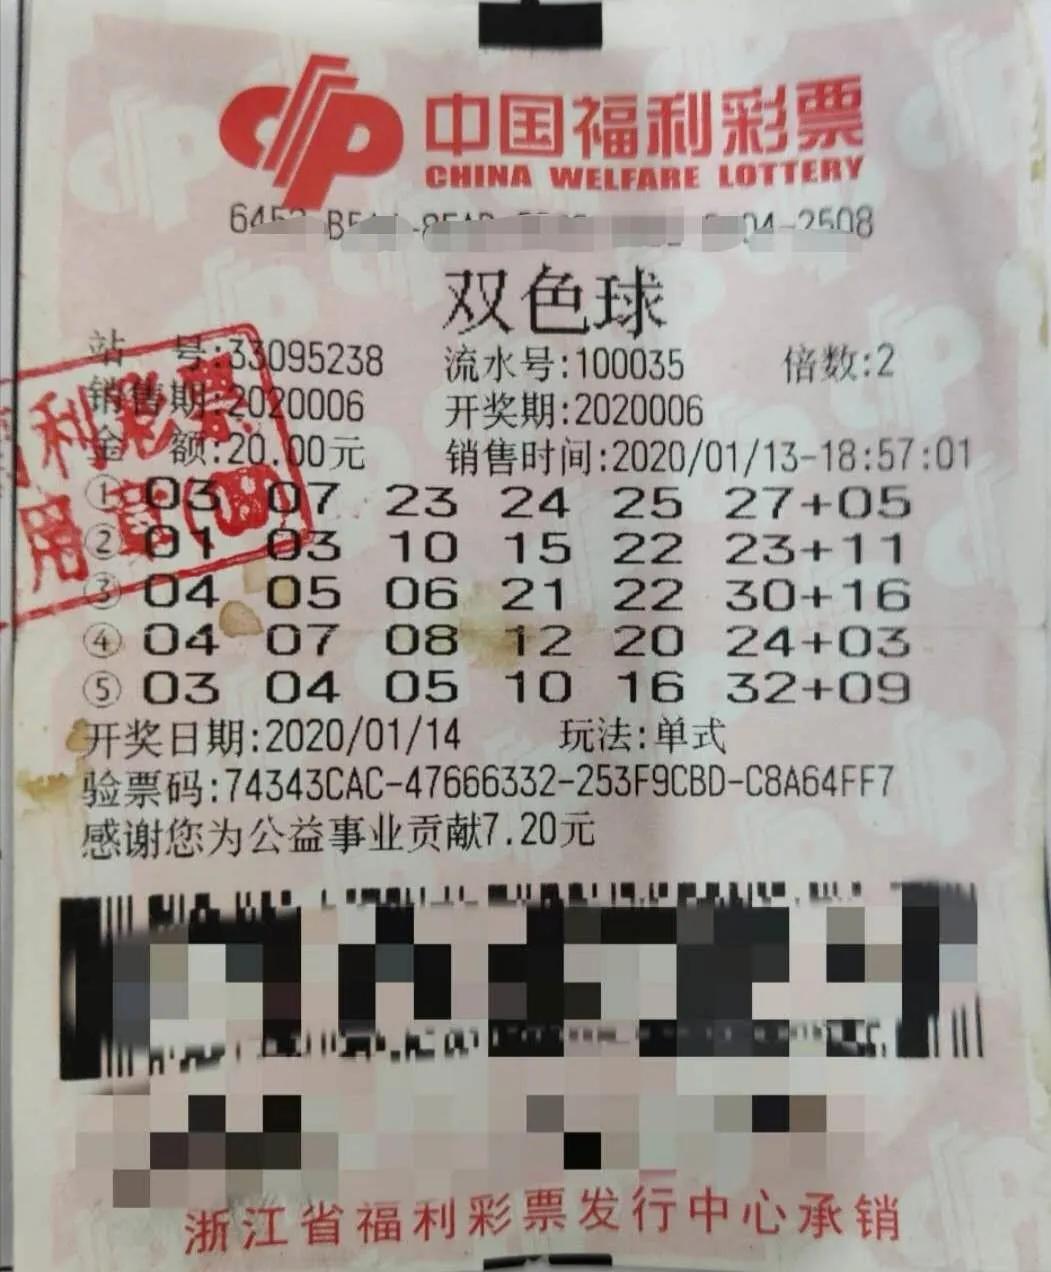 中国福利彩票
CHINA WELFARE LOTTERY
双色球
站 号:33095238 流水号:100035 倍数:2
销售期:2020006 开奖期:2020006
金 额:20.00元 销售时间:2020/01/13-18:57:01
① 03 07 23 24 25 27+05
② 01 03 10 15 22 23+11
③ 04 05 06 21 22 30+16
④ 04 07 08 12 20 24+03
⑤ 03 04 05 10 16 32+09
开奖日期:2020/01/14 玩法:单式
验票码:74343CAC-47666332-253F9CBD-C8A64FF7
感谢您为公益事业贡献7.20元
浙江省福利彩票发行中心承销
利彩票
用章